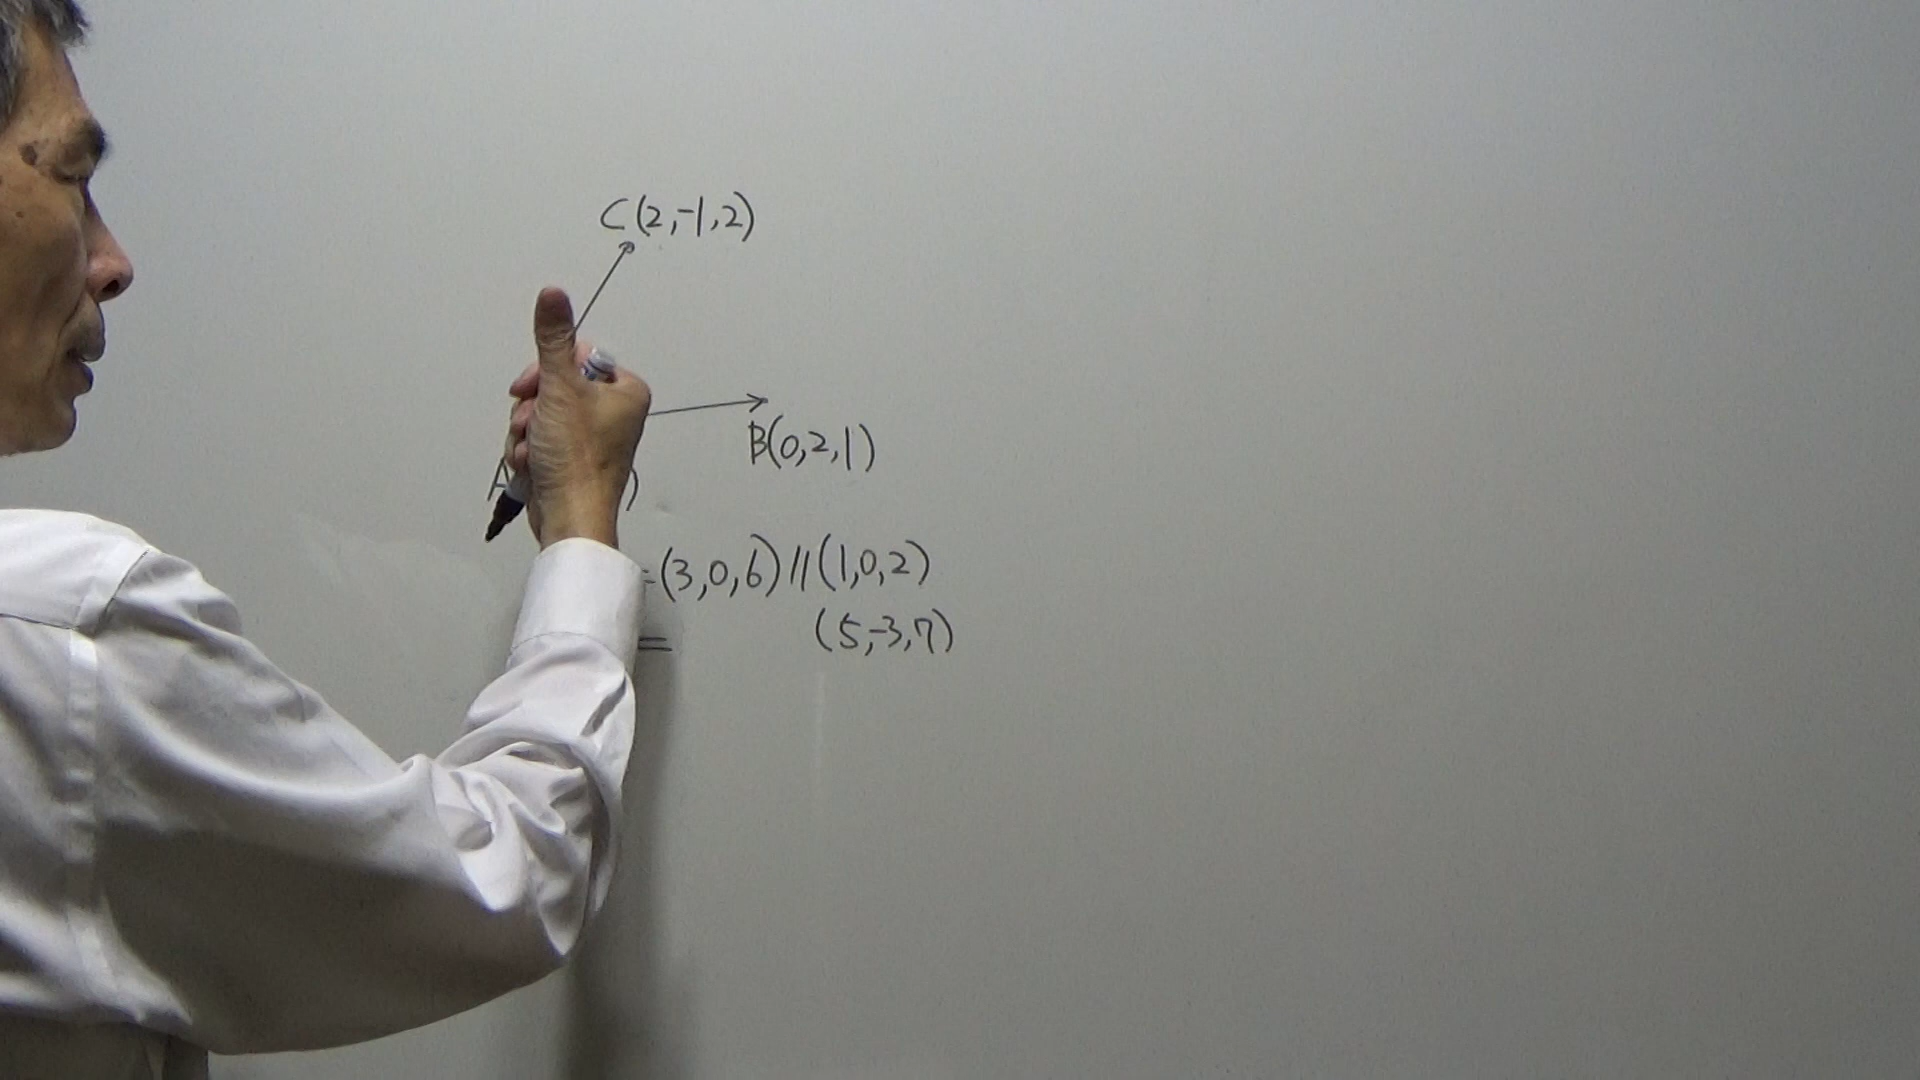 C(2,-1,2)
B(0,2,1)
A )
=(3,0,6)//(1,0,2)
= (5,-3,7)